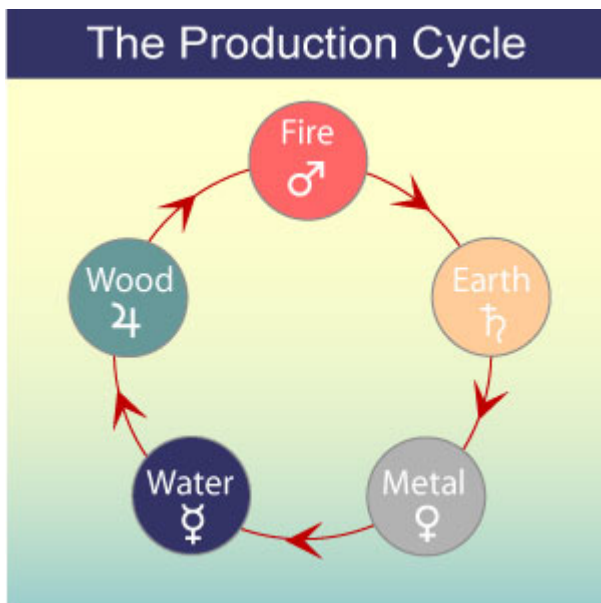 The Production Cycle
Fire
♂
Earth
♄
Metal
♀
Water
☿
Wood
♃